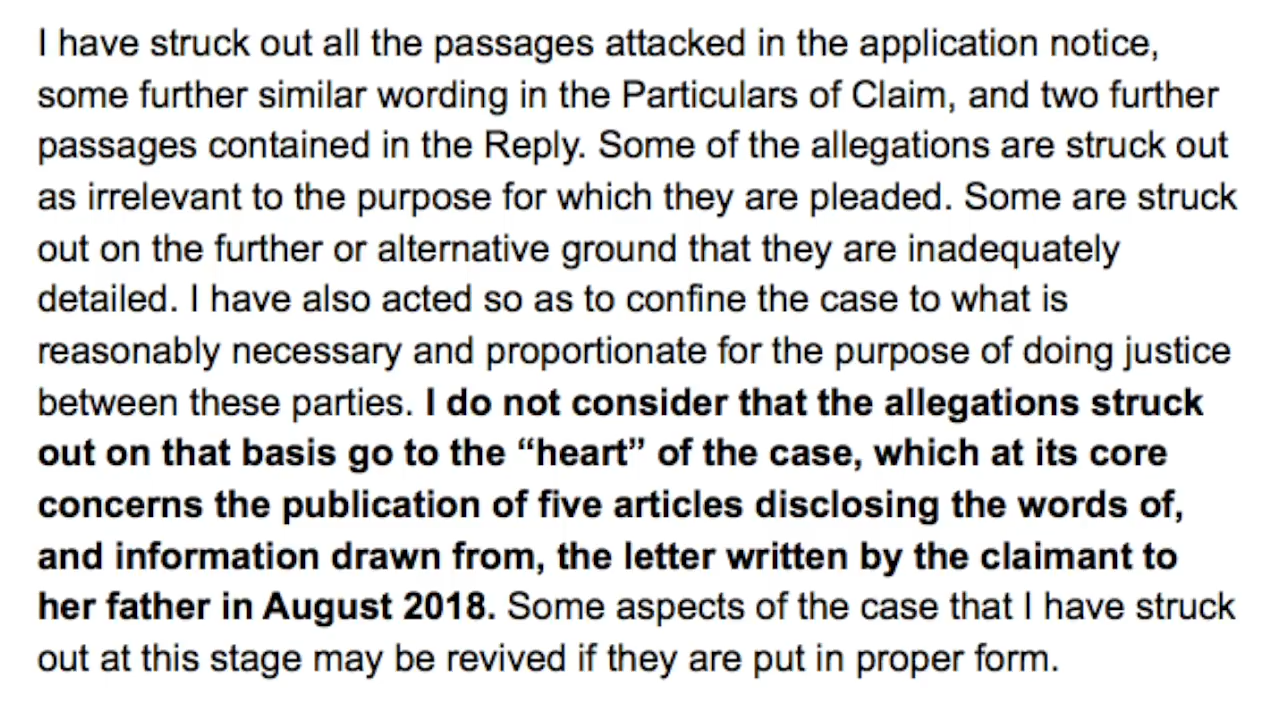 I have struck out all the passages attacked in the application notice,
some further similar wording in the Particulars of Claim, and two further
passages contained in the Reply. Some of the allegations are struck out
as irrelevant to the purpose for which they are pleaded. Some are struck
out on the further or alternative ground that they are inadequately
detailed. I have also acted so as to confine the case to what is
reasonably necessary and proportionate for the purpose of doing justice
between these parties. I do not consider that the allegations struck
out on that basis go to the “heart” of the case, which at its core
concerns the publication of five articles disclosing the words of,
and information drawn from, the letter written by the claimant to
her father in August 2018. Some aspects of the case that I have struck
out at this stage may be revived if they are put in proper form.